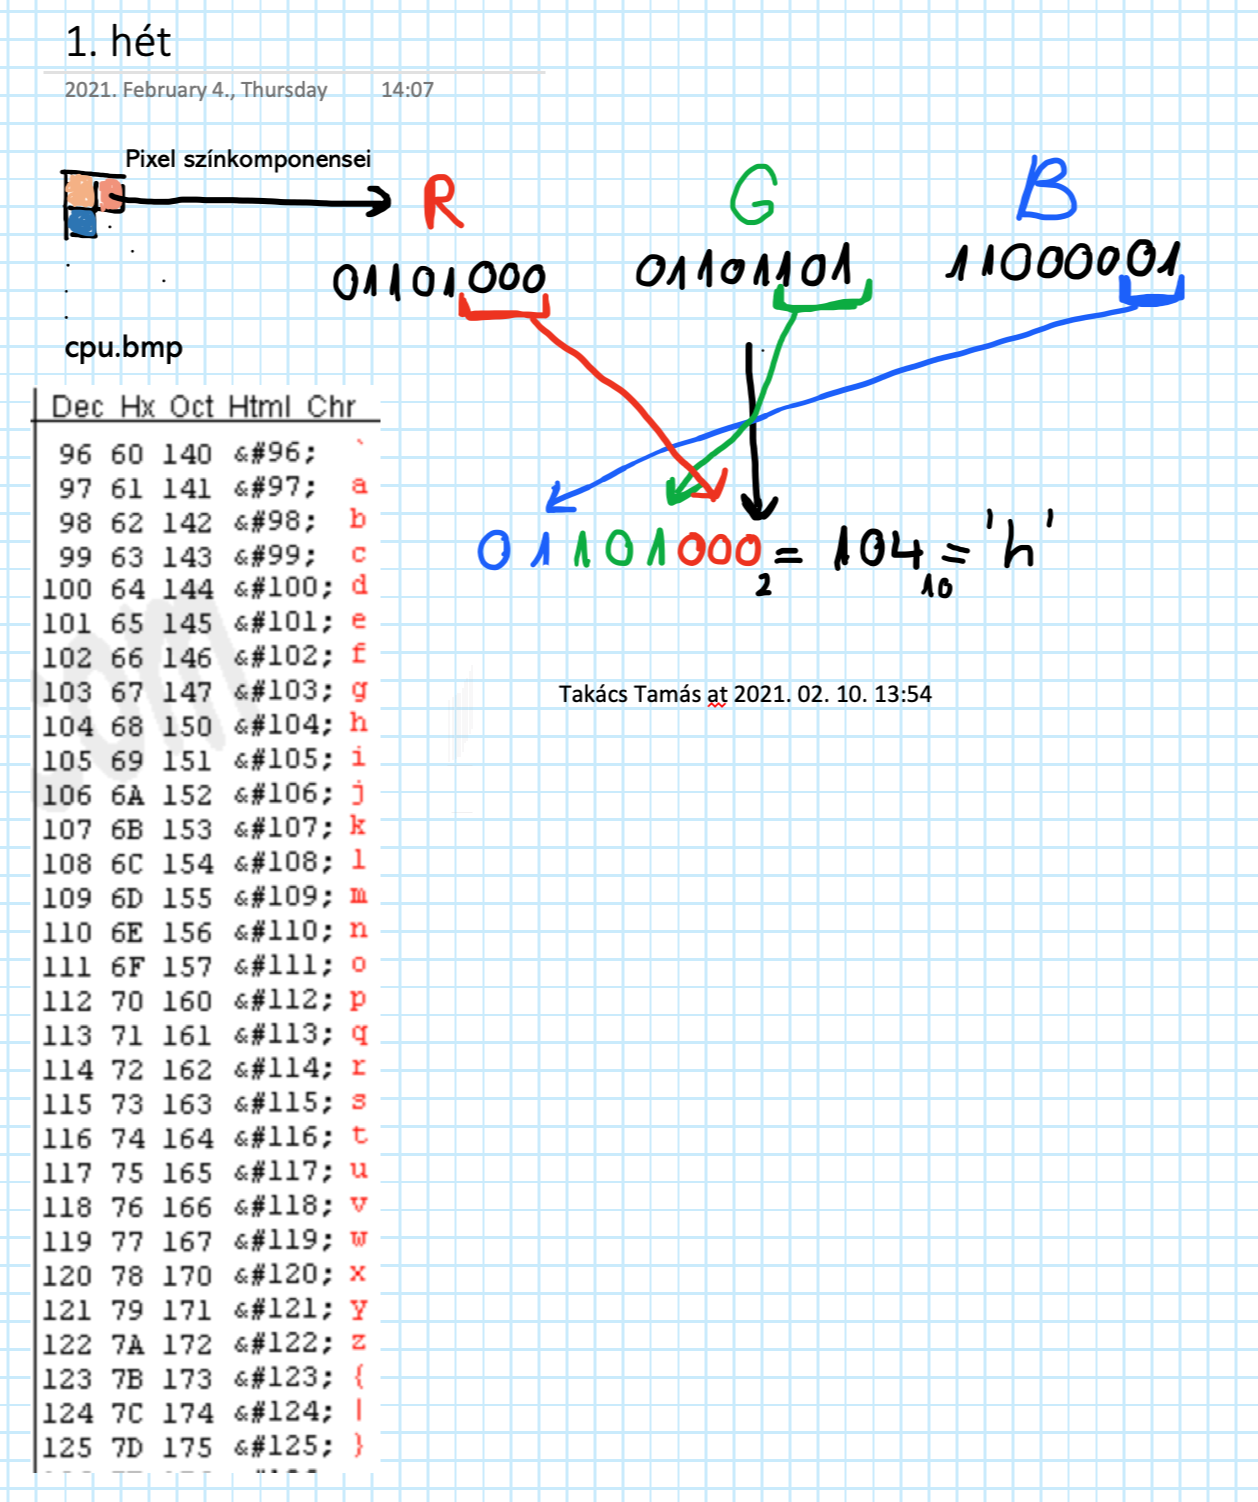 1. hét
2021. February 4., Thursday 14:07
Pixel színkomponensei
R G B
01101000 01101101 11000001
cpu.bmp
01101000₂ = 104₁₀ = 'h'
Takács Tamás at 2021. 02. 10. 13:54
Dec Hx Oct Html Chr
96 60 140 &#96; `
97 61 141 &#97; a
98 62 142 &#98; b
99 63 143 &#99; c
100 64 144 &#100; d
101 65 145 &#101; e
102 66 146 &#102; f
103 67 147 &#103; g
104 68 150 &#104; h
105 69 151 &#105; i
106 6A 152 &#106; j
107 6B 153 &#107; k
108 6C 154 &#108; l
109 6D 155 &#109; m
110 6E 156 &#110; n
111 6F 157 &#111; o
112 70 160 &#112; p
113 71 161 &#113; q
114 72 162 &#114; r
115 73 163 &#115; s
116 74 164 &#116; t
117 75 165 &#117; u
118 76 166 &#118; v
119 77 167 &#119; w
120 78 170 &#120; x
121 79 171 &#121; y
122 7A 172 &#122; z
123 7B 173 &#123; {
124 7C 174 &#124; |
125 7D 175 &#125; }